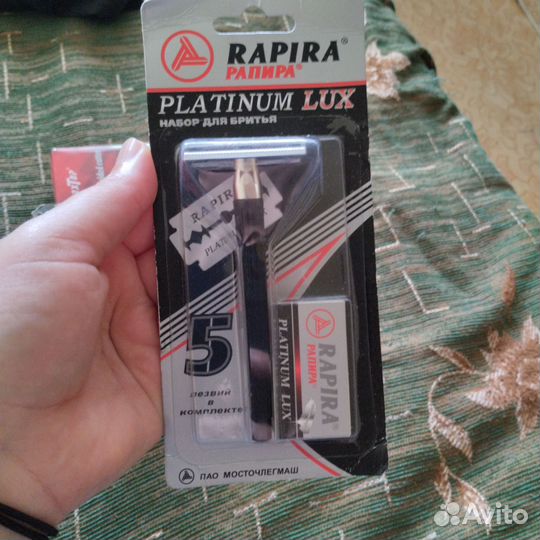 RAPIRA®
РАПИРА®
PLATINUM LUX
НАБОР ДЛЯ БРИТЬЯ
RAPIRA
5
лезвий в
комплекте
RAPIRA
РАПИРА®
PLATINUM LUX
ПАО МОСТОЧЛЕГМАШ
Avito